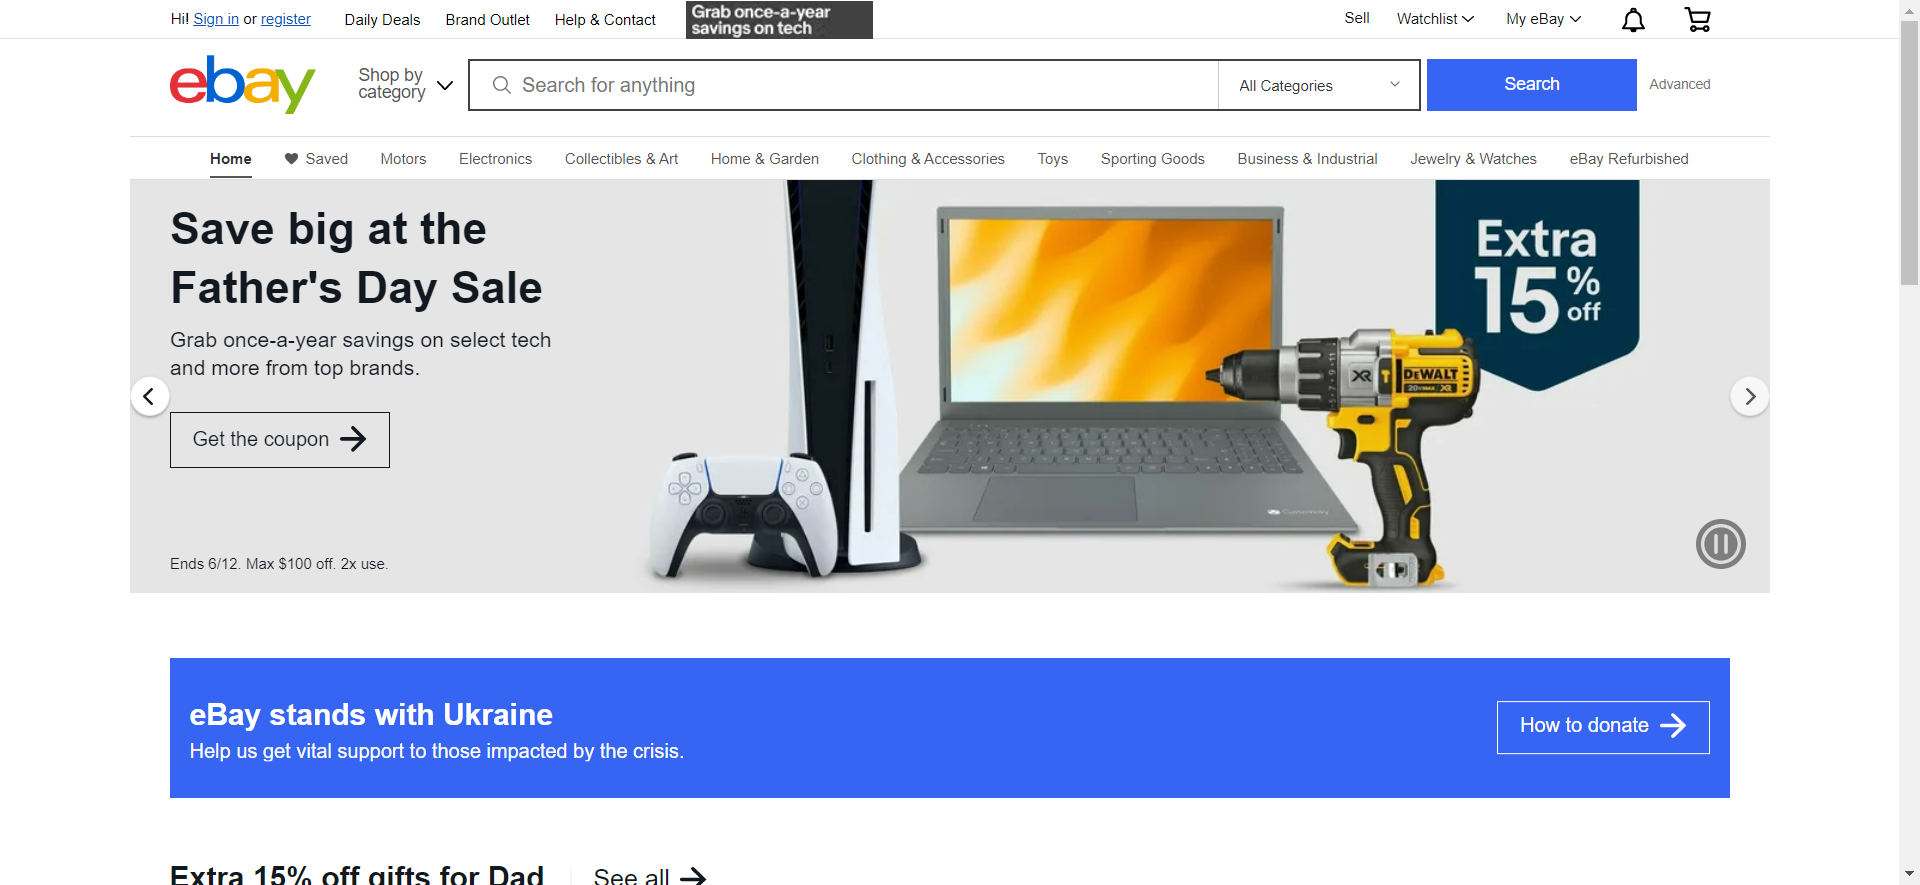 Hi! Sign in or register
Daily Deals
Brand Outlet
Help & Contact
Grab once-a-year
savings on tech
Sell
Watchlist
My eBay
ebay
Shop by
category
Search for anything
All Categories
Search
Advanced
Home
Saved
Motors
Electronics
Collectibles & Art
Home & Garden
Clothing & Accessories
Toys
Sporting Goods
Business & Industrial
Jewelry & Watches
eBay Refurbished
Save big at the
Father's Day Sale
Grab once-a-year savings on select tech
and more from top brands.
Get the coupon
Ends 6/12. Max $100 off. 2x use.
Extra
15% off
XR
DEWALT
20V MAX XR
Gateway
eBay stands with Ukraine
Help us get vital support to those impacted by the crisis.
How to donate
Extra 15% off gifts for Dad
See all